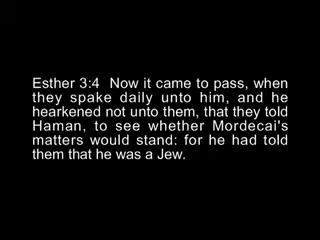 Esther 3:4  Now it came to pass, when
they spake daily unto him, and he
hearkened not unto them, that they told
Haman, to see whether Mordecai's
matters would stand: for he had told
them that he was a Jew.